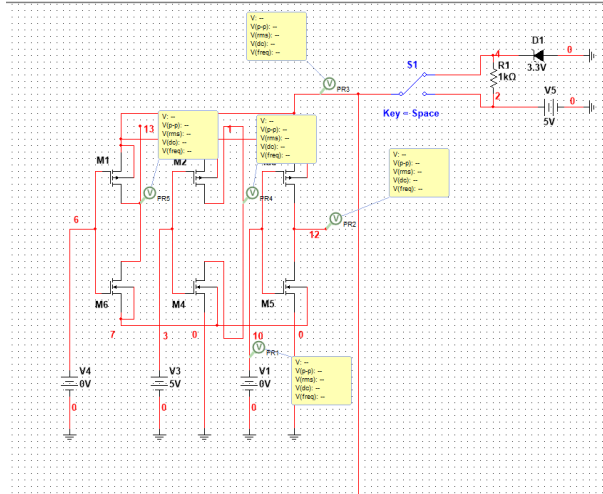 V: --
V(p-p): --
V(rms): --
V(dc): --
V(freq): --
PR3
S1
Key = Space
4
D1
0
3.3V
R1
1kΩ
2
V5
0
5V
13
V: --
V(p-p): --
V(rms): --
V(dc): --
V(freq): --
PR5
1
V: --
V(p-p): --
V(rms): --
V(dc): --
V(freq): --
PR4
V: --
V(p-p): --
V(rms): --
V(dc): --
V(freq): --
PR2
M1
M2
6
12
M6
M4
M5
7
3
0
10
0
PR1
V: --
V(p-p): --
V(rms): --
V(dc): --
V(freq): --
V4
0V
V3
5V
V1
0V
0
0
0